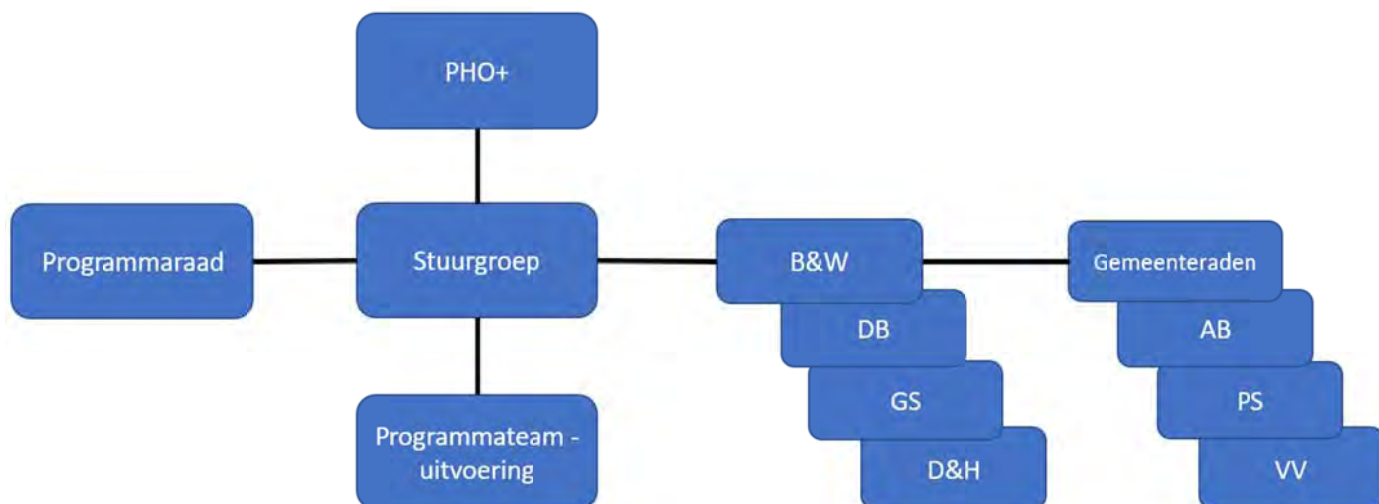 PHO+
Programmaraad
Stuurgroep
B&W
Gemeenteraden
DB
AB
GS
PS
Programmateam -
uitvoering
D&H
VV